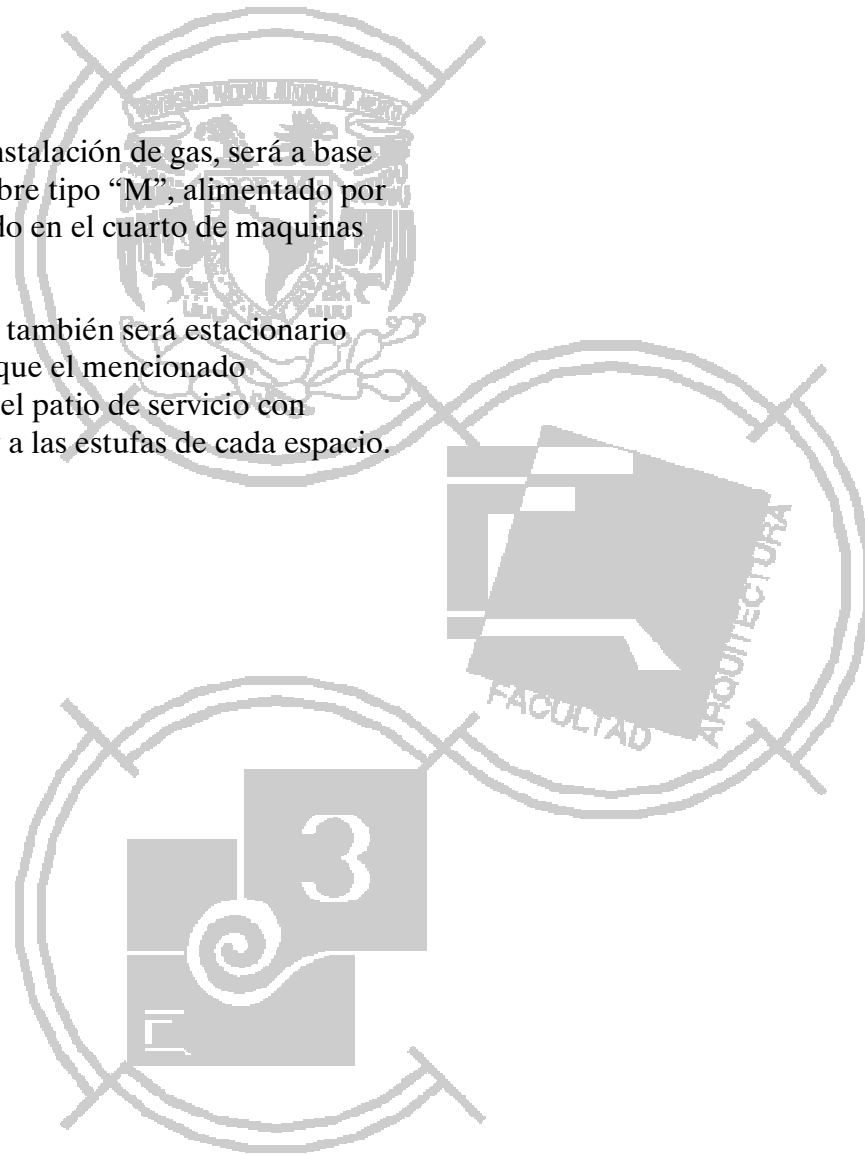 nstalación de gas, será a base
bre tipo “M”, alimentado por
do en el cuarto de maquinas
también será estacionario
que el mencionado
el patio de servicio con
a las estufas de cada espacio.
FACULTAD
ARQUITECTURA
3